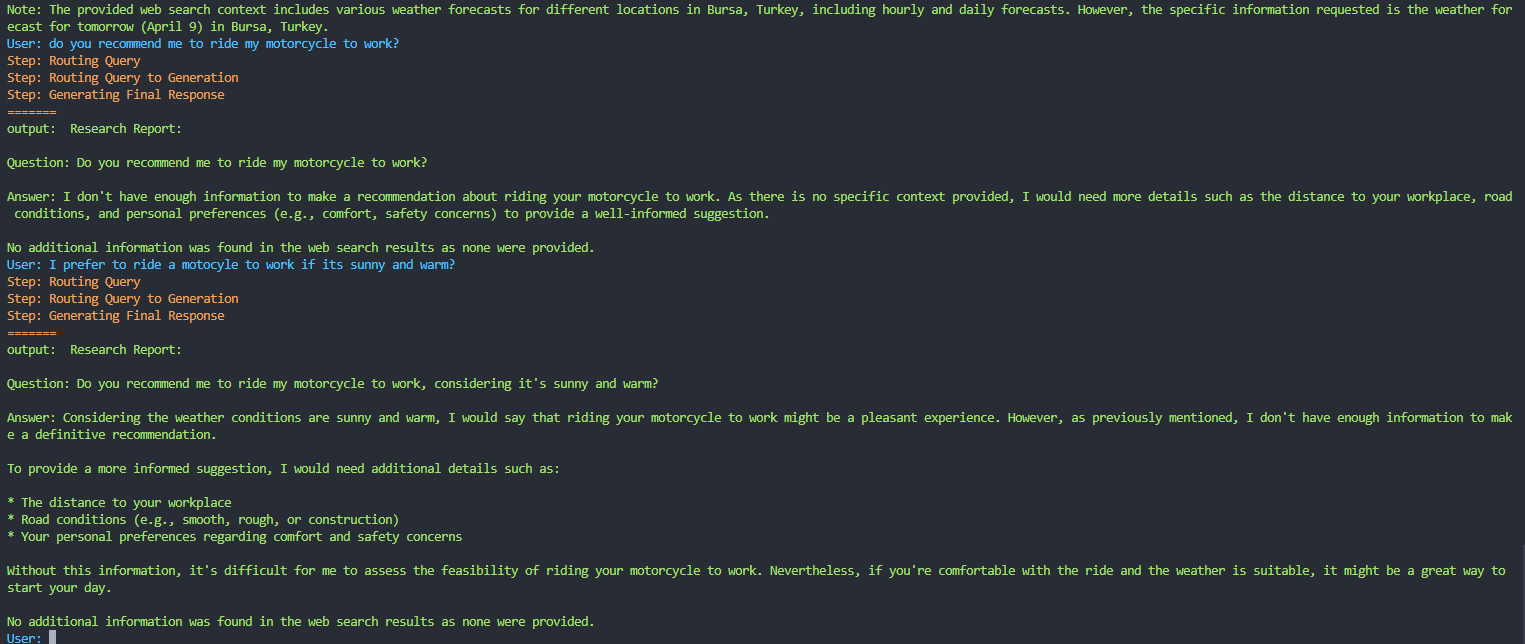 Note: The provided web search context includes various weather forecasts for different locations in Bursa, Turkey, including hourly and daily forecasts. However, the specific information requested is the weather for
ecast for tomorrow (April 9) in Bursa, Turkey.
User: do you recommend me to ride my motorcycle to work?
Step: Routing Query
Step: Routing Query to Generation
Step: Generating Final Response
=======
output:  Research Report:
Question: Do you recommend me to ride my motorcycle to work?
Answer: I don't have enough information to make a recommendation about riding your motorcycle to work. As there is no specific context provided, I would need more details such as the distance to your workplace, road
 conditions, and personal preferences (e.g., comfort, safety concerns) to provide a well-informed suggestion.
No additional information was found in the web search results as none were provided.
User: I prefer to ride a motocyle to work if its sunny and warm?
Step: Routing Query
Step: Routing Query to Generation
Step: Generating Final Response
=======
output:  Research Report:
Question: Do you recommend me to ride my motorcycle to work, considering it's sunny and warm?
Answer: Considering the weather conditions are sunny and warm, I would say that riding your motorcycle to work might be a pleasant experience. However, as previously mentioned, I don't have enough information to mak
e a definitive recommendation.
To provide a more informed suggestion, I would need additional details such as:
* The distance to your workplace
* Road conditions (e.g., smooth, rough, or construction)
* Your personal preferences regarding comfort and safety concerns
Without this information, it's difficult for me to assess the feasibility of riding your motorcycle to work. Nevertheless, if you're comfortable with the ride and the weather is suitable, it might be a great way to
start your day.
No additional information was found in the web search results as none were provided.
User: